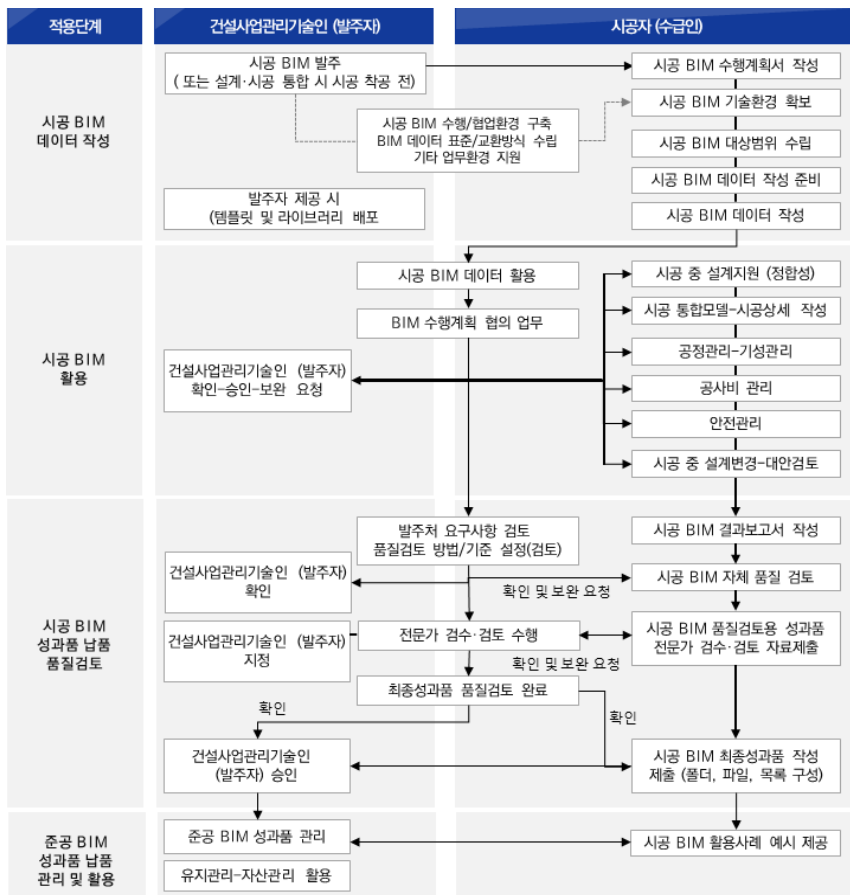 적용단계
건설사업관리기술인 (발주자)
시공자 (수급인)
시공 BIM
데이터 작성
시공 BIM 발주
( 또는 설계·시공 통합 시 시공 착공 전)
시공 BIM 수행/협업환경 구축
BIM 데이터 표준/교환방식 수립
기타 업무환경 지원
발주자 제공 시
(템플릿 및 라이브러리 배포
시공 BIM 수행계획서 작성
시공 BIM 기술환경 확보
시공 BIM 대상범위 수립
시공 BIM 데이터 작성 준비
시공 BIM 데이터 작성
시공 BIM
활용
시공 BIM 데이터 활용
BIM 수행계획 협의 업무
건설사업관리기술인 (발주자)
확인-승인-보완 요청
시공 중 설계지원 (정합성)
시공 통합모델-시공상세 작성
공정관리-기성관리
공사비 관리
안전관리
시공 중 설계변경-대안검토
시공 BIM
성과품 납품
품질검토
발주처 요구사항 검토
품질검토 방법/기준 설정(검토)
시공 BIM 결과보고서 작성
건설사업관리기술인 (발주자)
확인
확인 및 보완 요청
시공 BIM 자체 품질 검토
건설사업관리기술인 (발주자)
지정
전문가 검수·검토 수행
시공 BIM 품질검토용 성과품
전문가 검수·검토 자료제출
확인 및 보완 요청
최종성과품 품질검토 완료
확인
확인
건설사업관리기술인
(발주자) 승인
시공 BIM 최종성과품 작성
제출 (폴더, 파일, 목록 구성)
준공 BIM
성과품 납품
관리 및 활용
준공 BIM 성과품 관리
시공 BIM 활용사례 예시 제공
유지관리-자산관리 활용